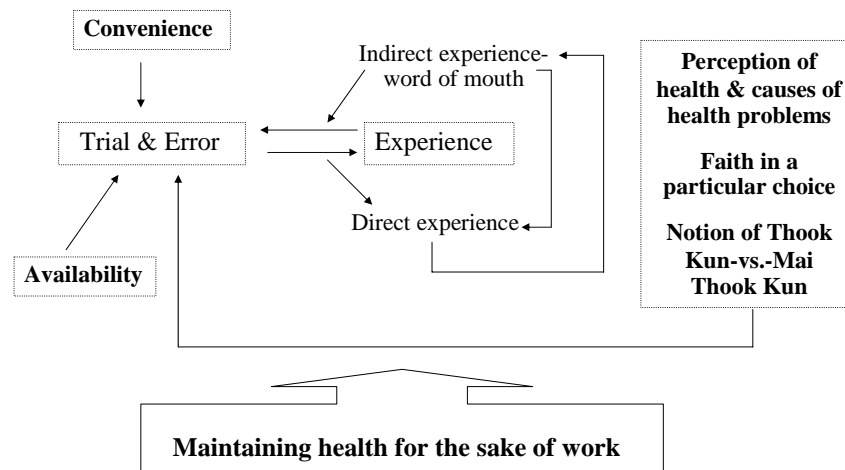 Convenience
Indirect experience-
word of mouth
Trial & Error
Experience
Direct experience
Availability
Perception of
health & causes of
health problems
Faith in a
particular choice
Notion of Thook
Kun-vs.-Mai
Thook Kun
Maintaining health for the sake of work